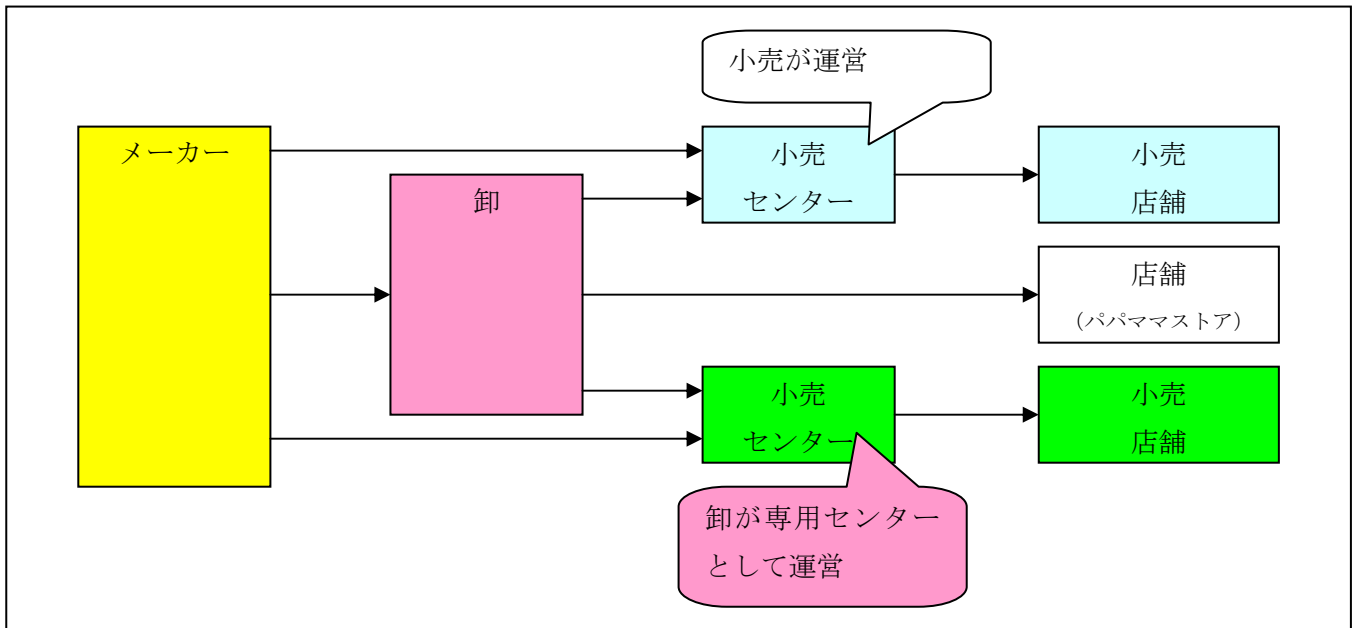 小売が運営
メーカー
小売
センター
小売
店舗
卸
店舗
（パパママストア）
小売
センター
小売
店舗
卸が専用センター
として運営